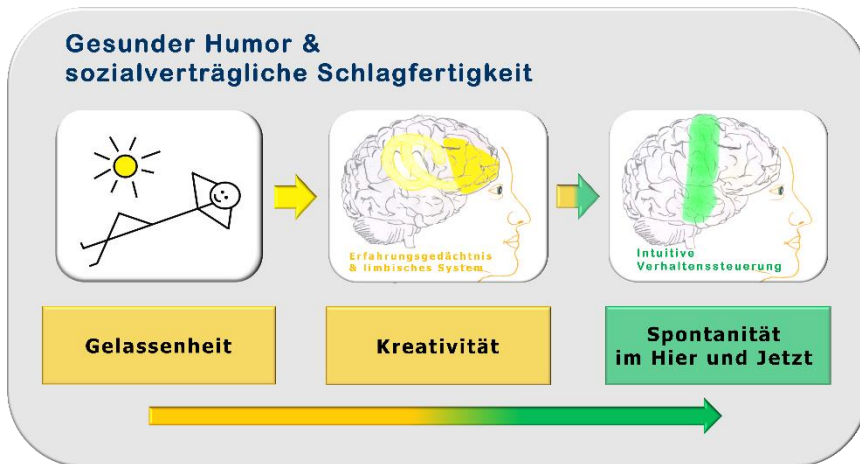 Gesunder Humor &
sozialverträgliche Schlagfertigkeit
Erfahrungsgedächtnis
& limbisches System
Intuitive
Verhaltenssteuerung
Gelassenheit
Kreativität
Spontanität
im Hier und Jetzt